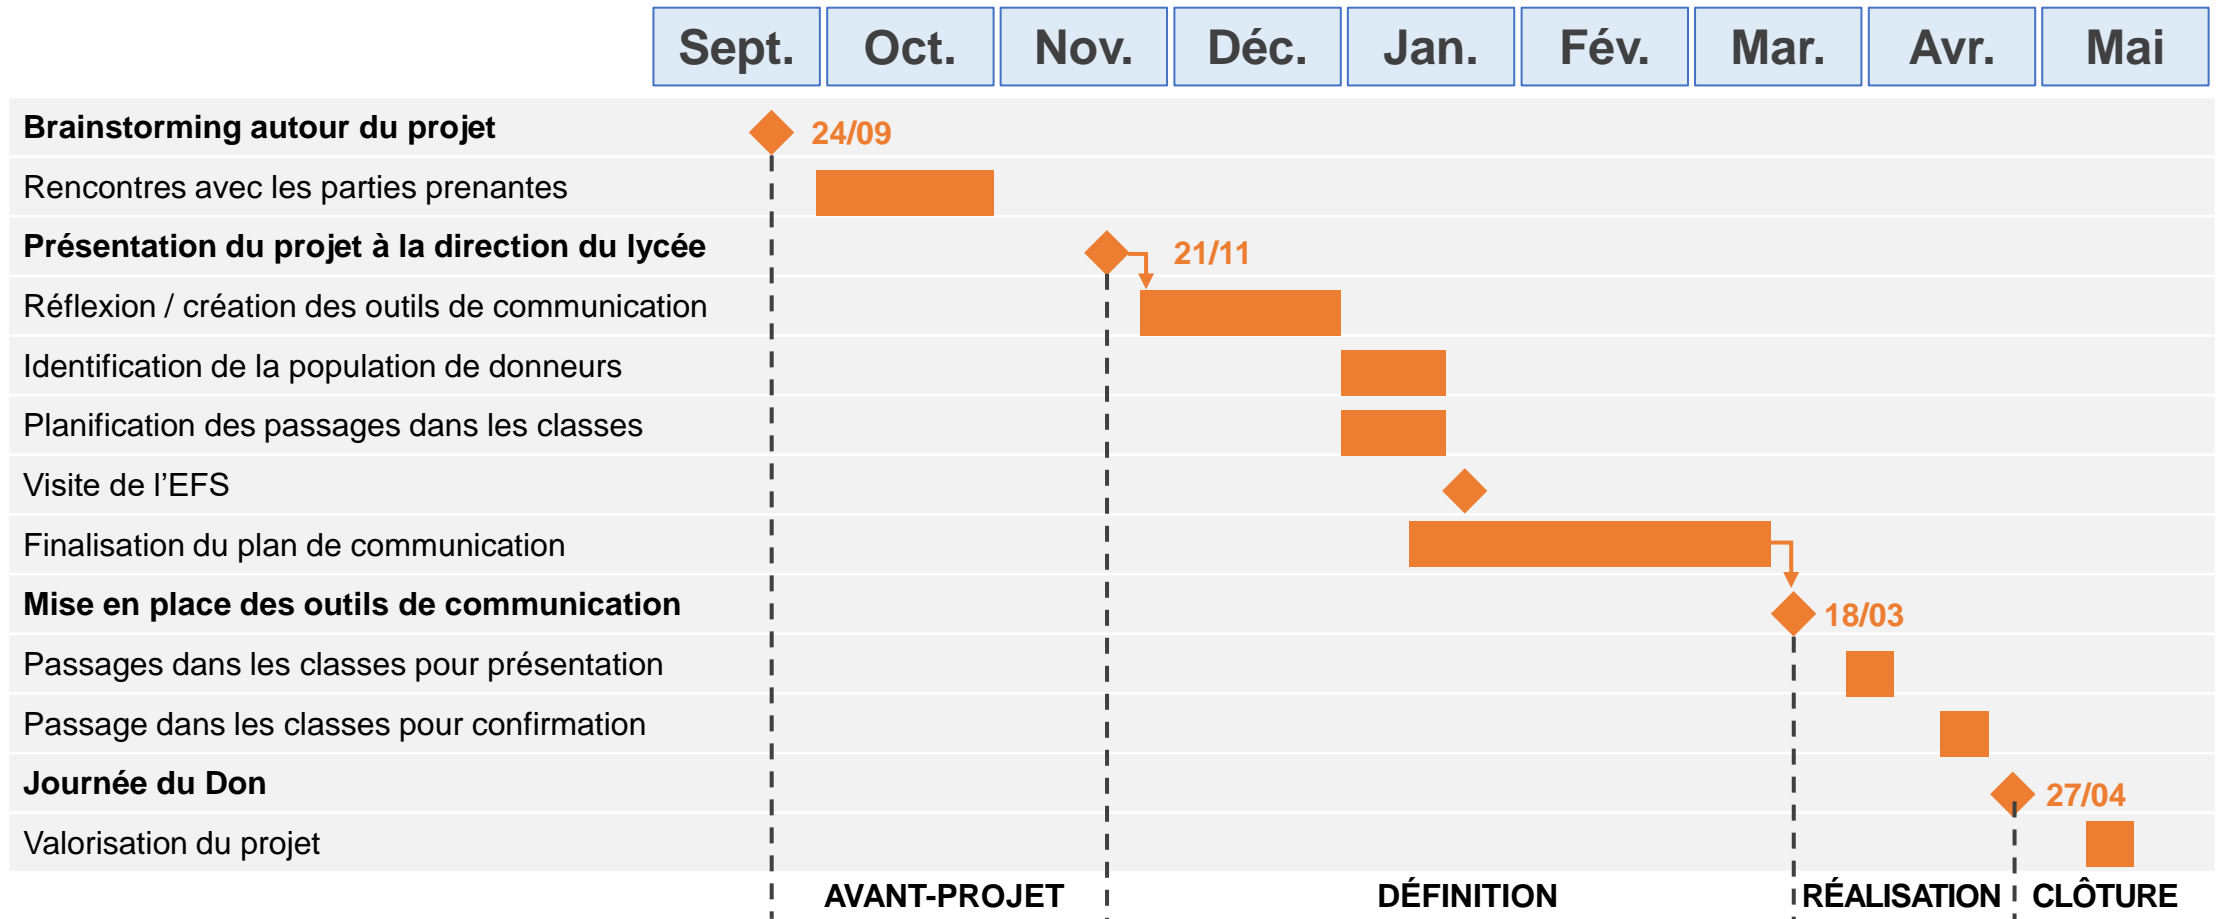 Sept. Oct. Nov. Déc. Jan. Fév. Mar. Avr. Mai
Brainstorming autour du projet 24/09
Rencontres avec les parties prenantes
Présentation du projet à la direction du lycée 21/11
Réflexion / création des outils de communication
Identification de la population de donneurs
Planification des passages dans les classes
Visite de l’EFS
Finalisation du plan de communication
Mise en place des outils de communication 18/03
Passages dans les classes pour présentation
Passage dans les classes pour confirmation
Journée du Don 27/04
Valorisation du projet
AVANT-PROJET DÉFINITION RÉALISATION CLÔTURE